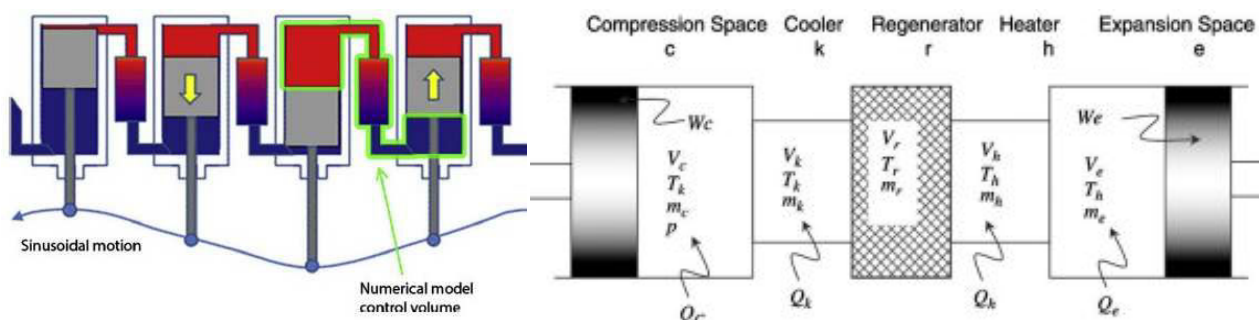 Sinusoidal motion
Numerical model
control volume
Compression Space Cooler Regenerator Heater Expansion Space
c k r h e
Wc We
Vc Vk Vr Vh Ve
Tk Tk Tr Th Th
mc mk mr mh me
p
Qc Qk Qh Qe